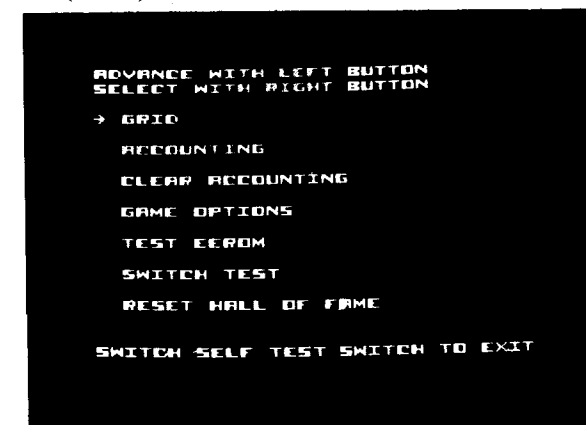 ADVANCE WITH LEFT BUTTON
SELECT WITH RIGHT BUTTON
→ GRID
ACCOUNTING
CLEAR ACCOUNTING
GAME OPTIONS
TEST EEROM
SWITCH TEST
RESET HALL OF FAME
SWITCH SELF TEST SWITCH TO EXIT